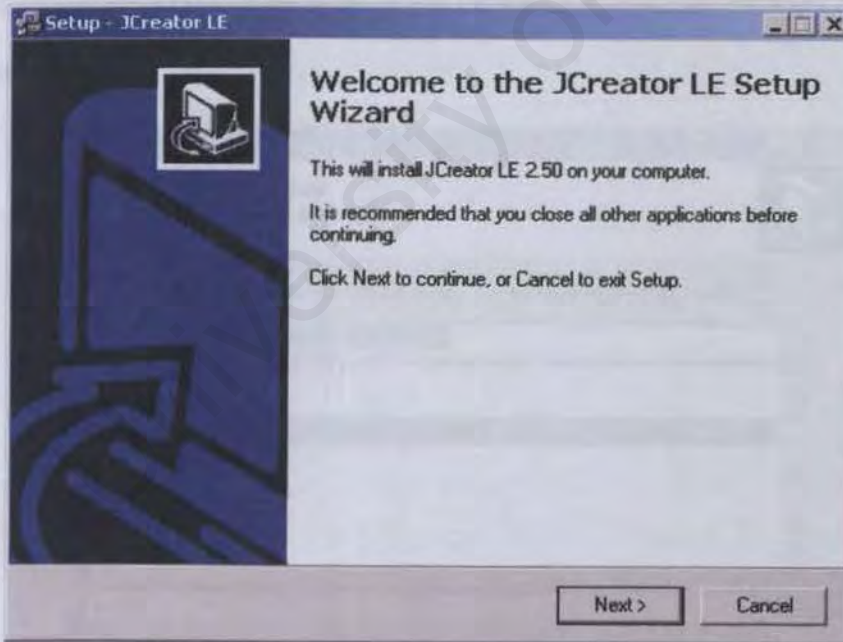 Setup - JCreator LE
Welcome to the JCreator LE Setup
Wizard
This will install JCreator LE 2.50 on your computer.
It is recommended that you close all other applications before
continuing.
Click Next to continue, or Cancel to exit Setup.
Next >
Cancel